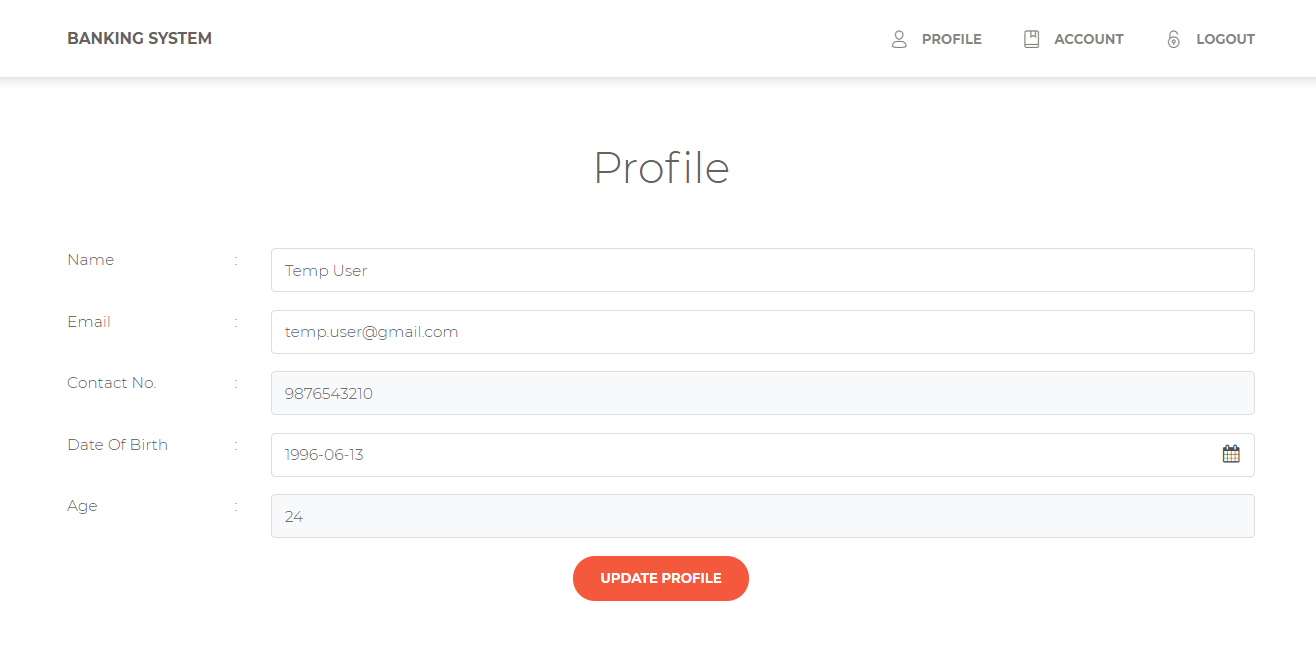 BANKING SYSTEM PROFILE ACCOUNT LOGOUT
Profile
Name : Temp User
Email : temp.user@gmail.com
Contact No. : 9876543210
Date Of Birth : 1996-06-13
Age : 24
UPDATE PROFILE